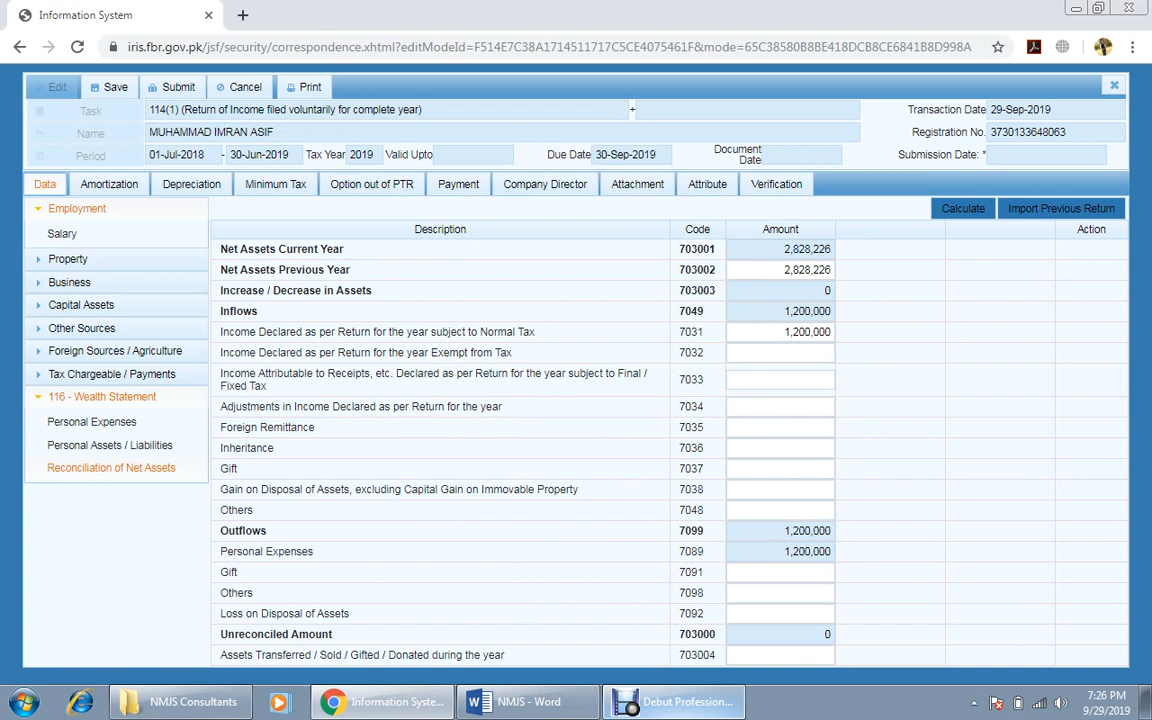 Information System
iris.fbr.gov.pk/jsf/security/correspondence.xhtml?editModeId=F514E7C38A1714511717C5CE4075461F&mode=65C38580B8BE418DCB8CE6841B8D998A
Edit Save Submit Cancel Print
Task 114(1) (Return of Income filed voluntarily for complete year) + Transaction Date 29-Sep-2019
Name MUHAMMAD IMRAN ASIF Registration No. 3730133648063
Period 01-Jul-2018 - 30-Jun-2019 Tax Year 2019 Valid Upto Due Date 30-Sep-2019 Document Date Submission Date: *
Data Amortization Depreciation Minimum Tax Option out of PTR Payment Company Director Attachment Attribute Verification
Employment
Salary
Property
Business
Capital Assets
Other Sources
Foreign Sources / Agriculture
Tax Chargeable / Payments
116 - Wealth Statement
Personal Expenses
Personal Assets / Liabilities
Reconciliation of Net Assets
Calculate Import Previous Return
Description Code Amount Action
Net Assets Current Year 703001 2,828,226
Net Assets Previous Year 703002 2,828,226
Increase / Decrease in Assets 703003 0
Inflows 7049 1,200,000
Income Declared as per Return for the year subject to Normal Tax 7031 1,200,000
Income Declared as per Return for the year Exempt from Tax 7032
Income Attributable to Receipts, etc. Declared as per Return for the year subject to Final /
Fixed Tax 7033
Adjustments in Income Declared as per Return for the year 7034
Foreign Remittance 7035
Inheritance 7036
Gift 7037
Gain on Disposal of Assets, excluding Capital Gain on Immovable Property 7038
Others 7048
Outflows 7099 1,200,000
Personal Expenses 7089 1,200,000
Gift 7091
Others 7098
Loss on Disposal of Assets 7092
Unreconciled Amount 703000 0
Assets Transferred / Sold / Gifted / Donated during the year 703004
NMJS Consultants Information Syste... NMJS - Word Debut Profession... 7:26 PM
9/29/2019